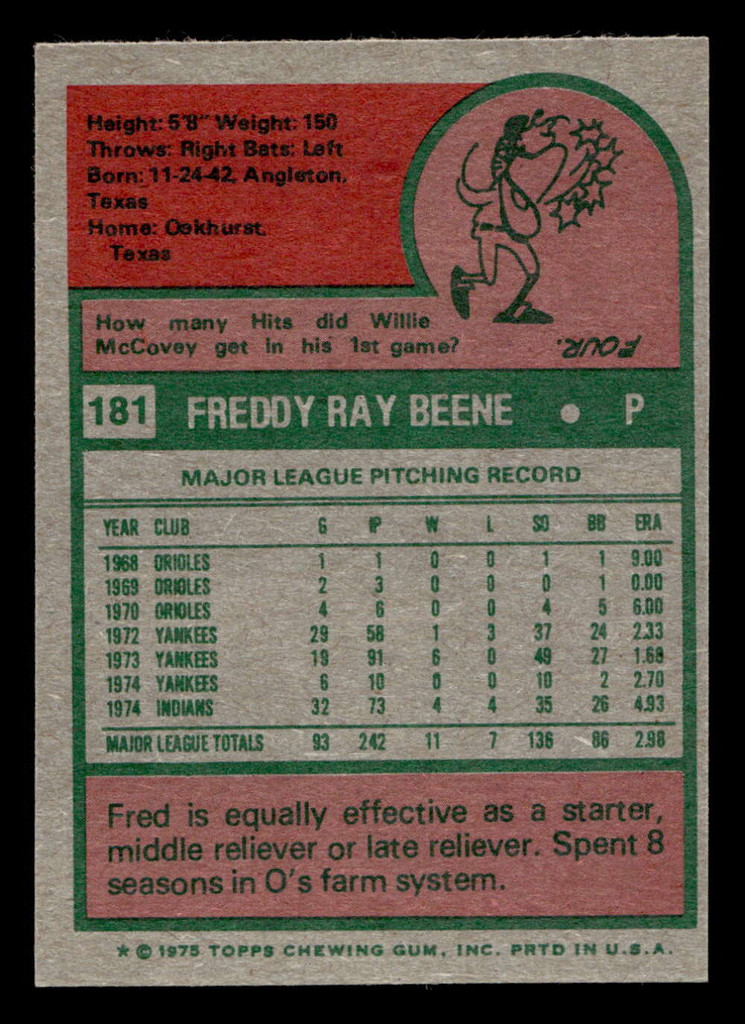 Height: 5'8" Weight: 150
Throws: Right Bats: Left
Born: 11-24-42, Angleton,
Texas
Home: Oakhurst,
Texas
How many Hits did Willie
McCovey get in his 1st game?
FOUR.
181 FREDDY RAY BEENE ● P
MAJOR LEAGUE PITCHING RECORD
YEAR CLUB G IP W L SO BB ERA
1968 ORIOLES 1 1 0 0 1 1 9.00
1969 ORIOLES 2 3 0 0 0 1 0.00
1970 ORIOLES 4 6 0 0 4 5 6.00
1972 YANKEES 29 58 1 3 37 24 2.33
1973 YANKEES 19 91 6 0 49 27 1.68
1974 YANKEES 6 10 0 0 10 2 2.70
1974 INDIANS 32 73 4 4 35 26 4.93
MAJOR LEAGUE TOTALS 93 242 11 7 136 86 2.98
Fred is equally effective as a starter,
middle reliever or late reliever. Spent 8
seasons in O's farm system.
* © 1975 TOPPS CHEWING GUM, INC. PRTD IN U.S.A.